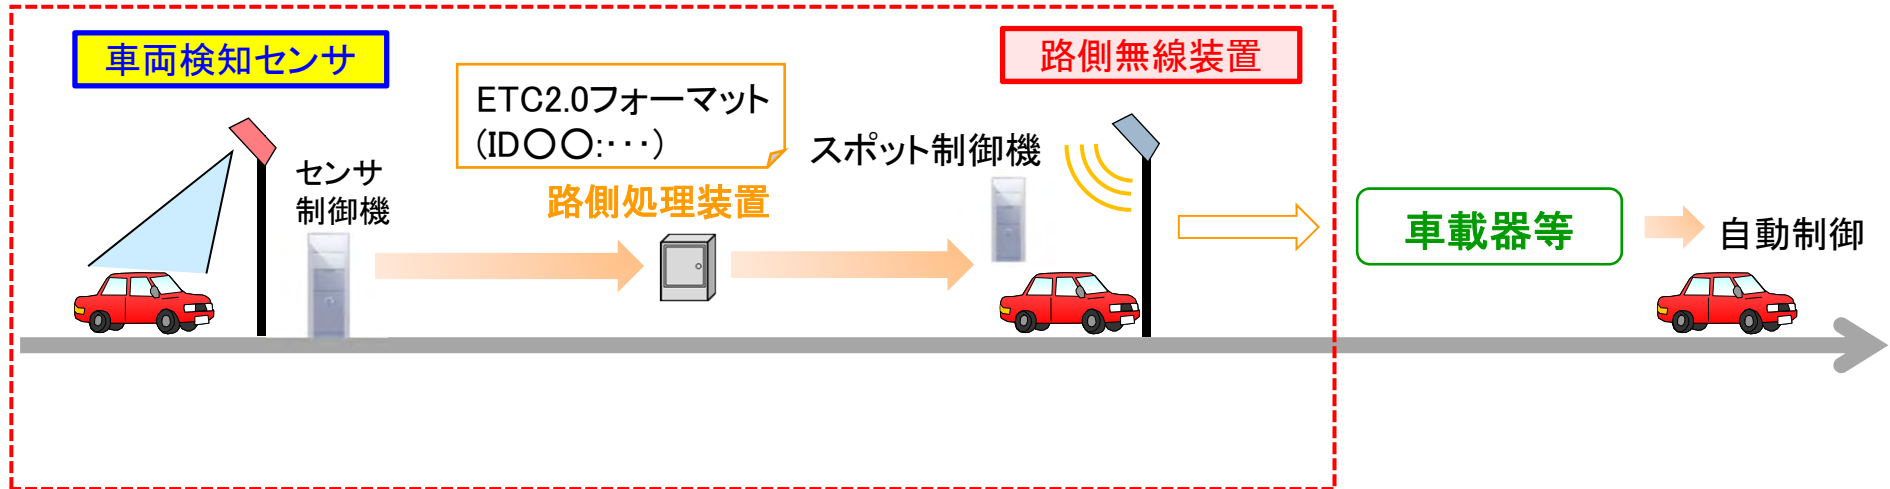 車両検知センサ
路側無線装置
ETC2.0フォーマット
(ID〇〇:・・・)
スポット制御機
センサ
制御機
路側処理装置
車載器等
自動制御